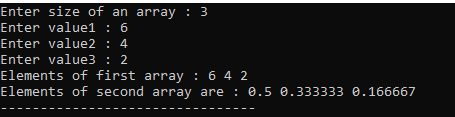 Enter size of an array : 3
Enter value1 : 6
Enter value2 : 4
Enter value3 : 2
Elements of first array : 6 4 2
Elements of second array are : 0.5 0.333333 0.166667
--------------------------------